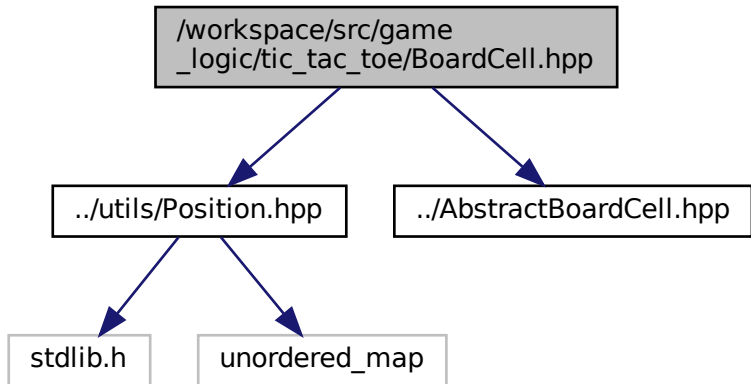 /workspace/src/game
_logic/tic_tac_toe/BoardCell.hpp
../utils/Position.hpp
../AbstractBoardCell.hpp
stdlib.h
unordered_map